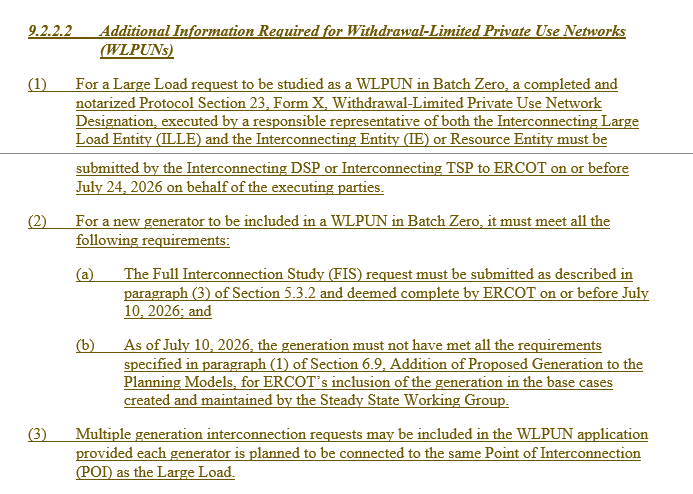 9.2.2.2 Additional Information Required for Withdrawal-Limited Private Use Networks
(WLPUNs)
(1) For a Large Load request to be studied as a WLPUN in Batch Zero, a completed and
notarized Protocol Section 23, Form X, Withdrawal-Limited Private Use Network
Designation, executed by a responsible representative of both the Interconnecting Large
Load Entity (ILLE) and the Interconnecting Entity (IE) or Resource Entity must be
submitted by the Interconnecting DSP or Interconnecting TSP to ERCOT on or before
July 24, 2026 on behalf of the executing parties.
(2) For a new generator to be included in a WLPUN in Batch Zero, it must meet all the
following requirements:
(a) The Full Interconnection Study (FIS) request must be submitted as described in
paragraph (3) of Section 5.3.2 and deemed complete by ERCOT on or before July
10, 2026; and
(b) As of July 10, 2026, the generation must not have met all the requirements
specified in paragraph (1) of Section 6.9, Addition of Proposed Generation to the
Planning Models, for ERCOT's inclusion of the generation in the base cases
created and maintained by the Steady State Working Group.
(3) Multiple generation interconnection requests may be included in the WLPUN application
provided each generator is planned to be connected to the same Point of Interconnection
(POI) as the Large Load.